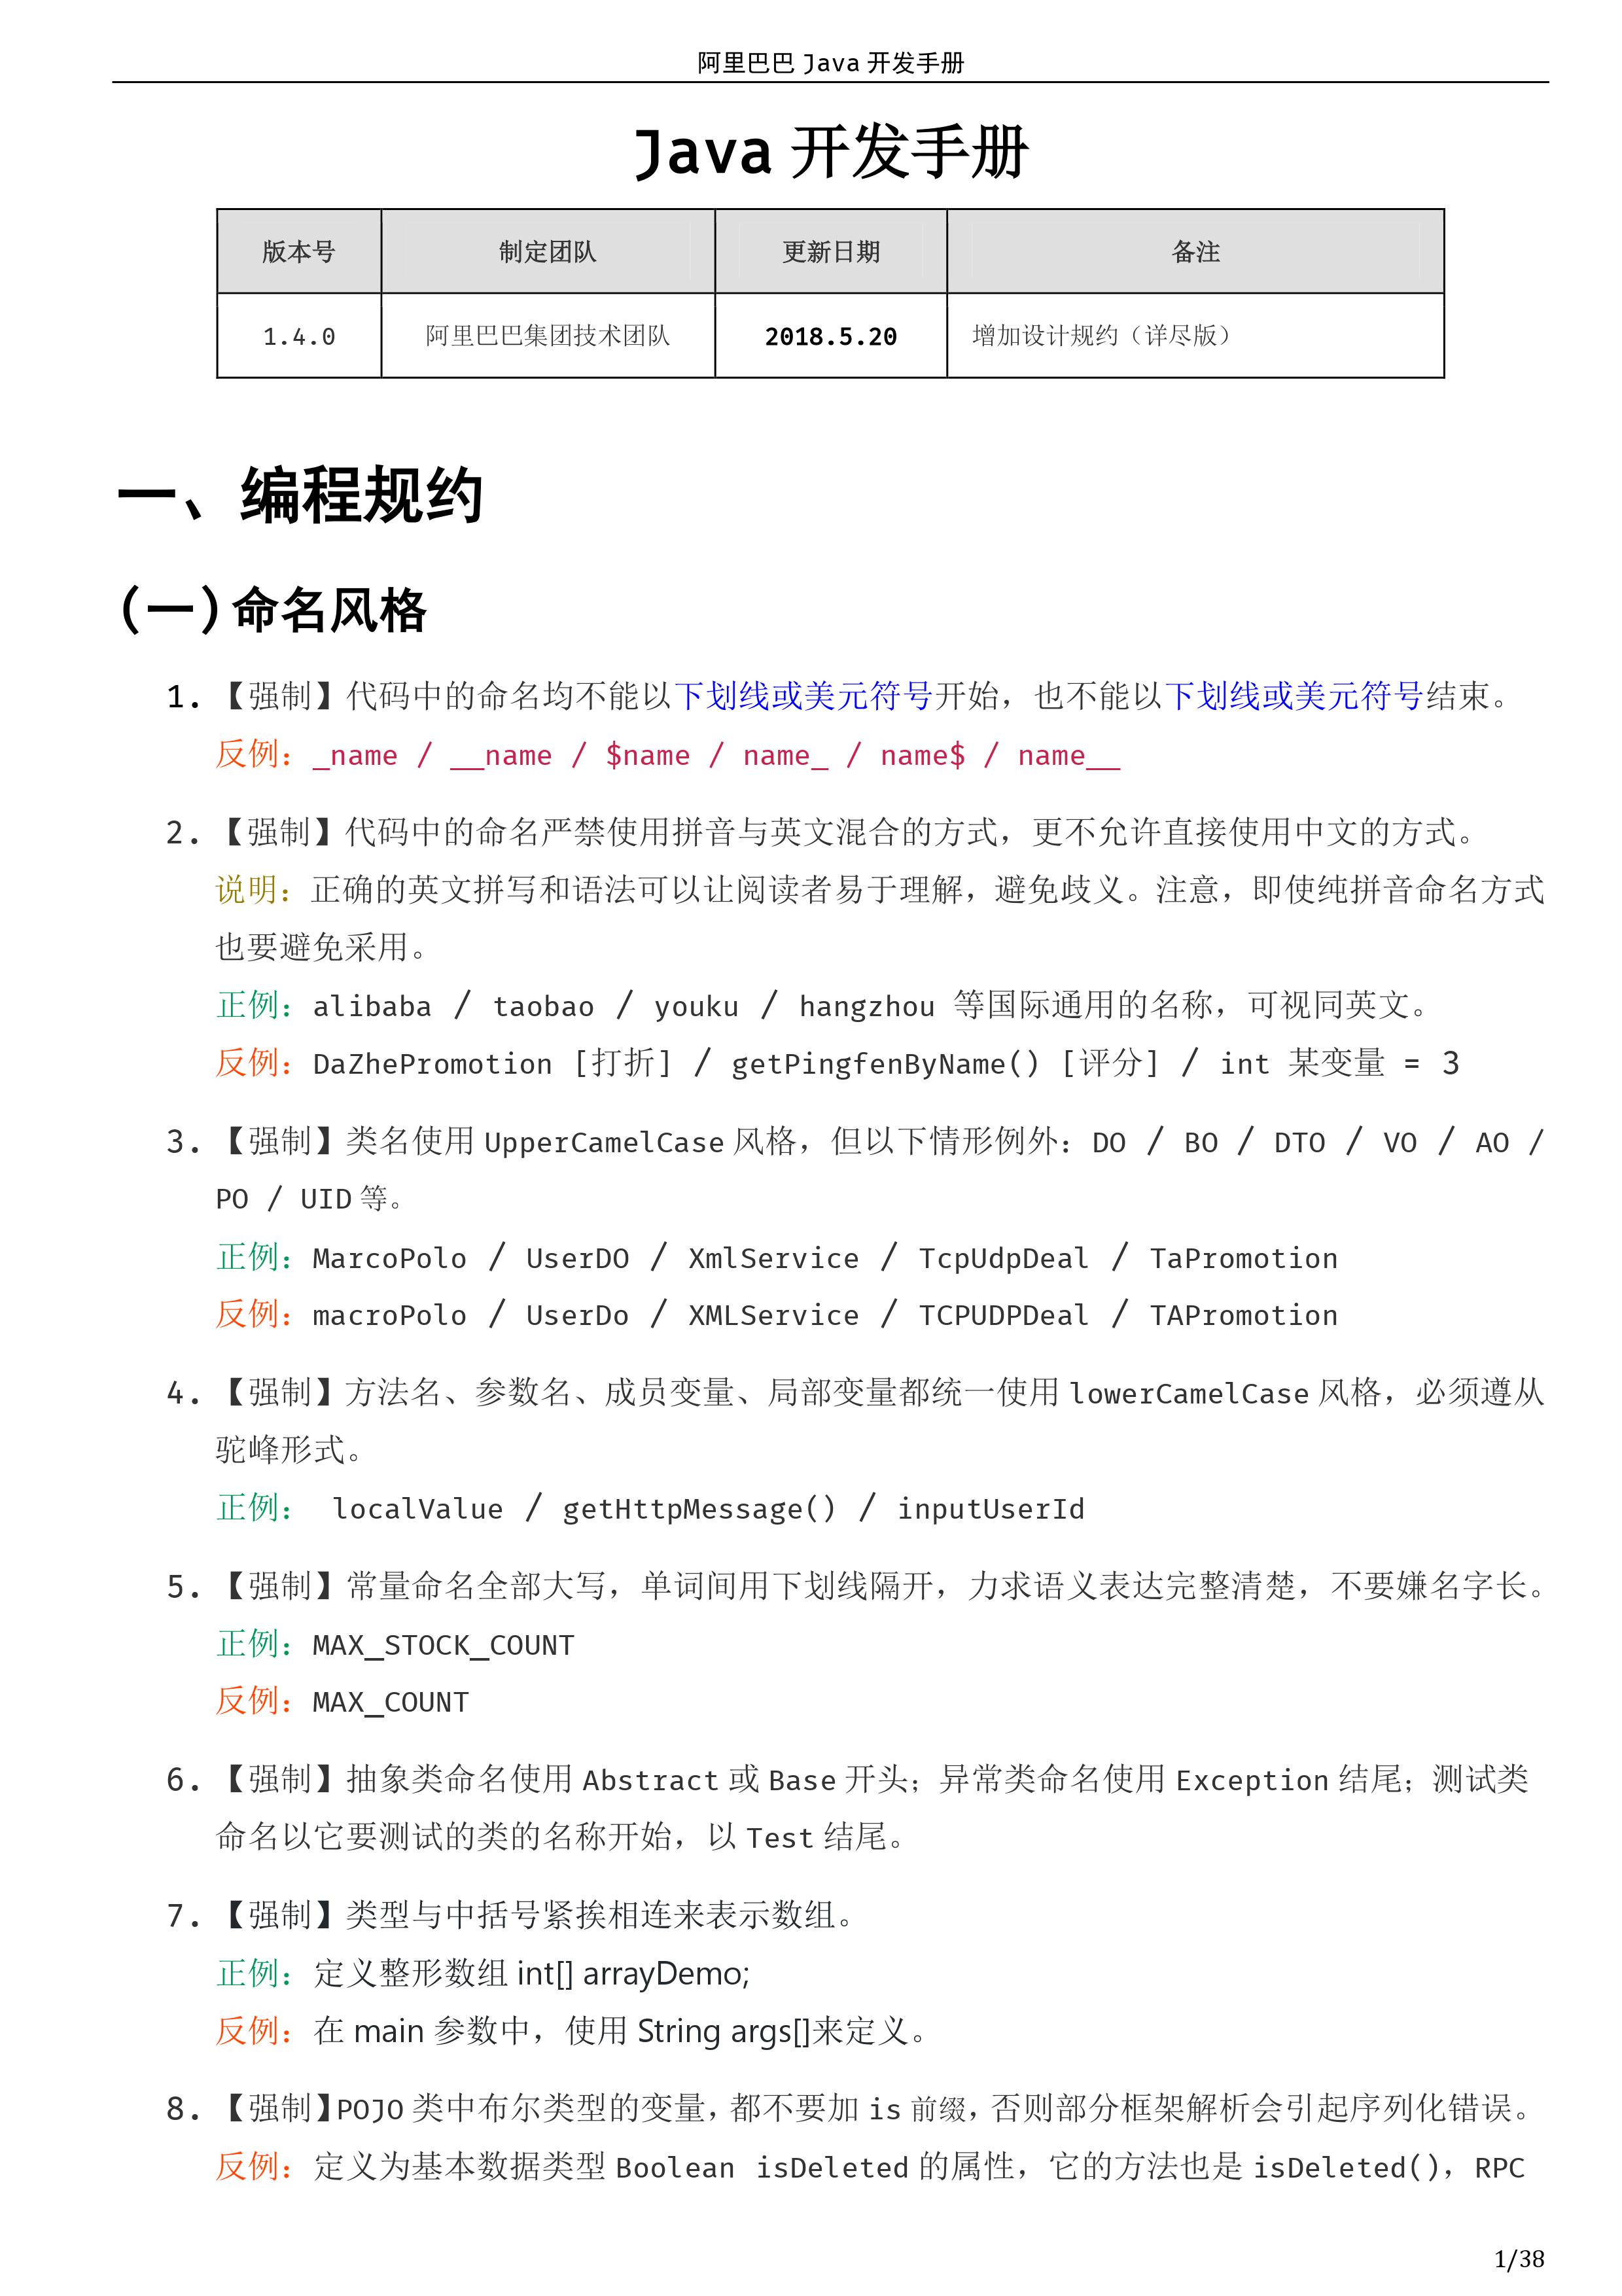 阿里巴巴 Java 开发手册
Java 开发手册
版本号 制定团队 更新日期 备注
1.4.0 阿里巴巴集团技术团队 2018.5.20 增加设计规约（详尽版）
一、编程规约
(一)命名风格
1. 【强制】代码中的命名均不能以下划线或美元符号开始，也不能以下划线或美元符号结束。
反例：_name / __name / $name / name_ / name$ / name__
2. 【强制】代码中的命名严禁使用拼音与英文混合的方式，更不允许直接使用中文的方式。
说明：正确的英文拼写和语法可以让阅读者易于理解，避免歧义。注意，即使纯拼音命名方式
也要避免采用。
正例：alibaba / taobao / youku / hangzhou 等国际通用的名称，可视同英文。
反例：DaZhePromotion [打折] / getPingfenByName() [评分] / int 某变量 = 3
3. 【强制】类名使用 UpperCamelCase 风格，但以下情形例外：DO / BO / DTO / VO / AO /
PO / UID 等。
正例：MarcoPolo / UserDO / XmlService / TcpUdpDeal / TaPromotion
反例：macroPolo / UserDo / XMLService / TCPUDPDeal / TAPromotion
4. 【强制】方法名、参数名、成员变量、局部变量都统一使用 lowerCamelCase 风格，必须遵从
驼峰形式。
正例： localValue / getHttpMessage() / inputUserId
5. 【强制】常量命名全部大写，单词间用下划线隔开，力求语义表达完整清楚，不要嫌名字长。
正例：MAX_STOCK_COUNT
反例：MAX_COUNT
6. 【强制】抽象类命名使用 Abstract 或 Base 开头；异常类命名使用 Exception 结尾；测试类
命名以它要测试的类的名称开始，以 Test 结尾。
7. 【强制】类型与中括号紧挨相连来表示数组。
正例：定义整形数组 int[] arrayDemo;
反例：在 main 参数中，使用 String args[]来定义。
8. 【强制】POJO 类中布尔类型的变量，都不要加 is 前缀，否则部分框架解析会引起序列化错误。
反例：定义为基本数据类型 Boolean isDeleted 的属性，它的方法也是 isDeleted()，RPC
1/38